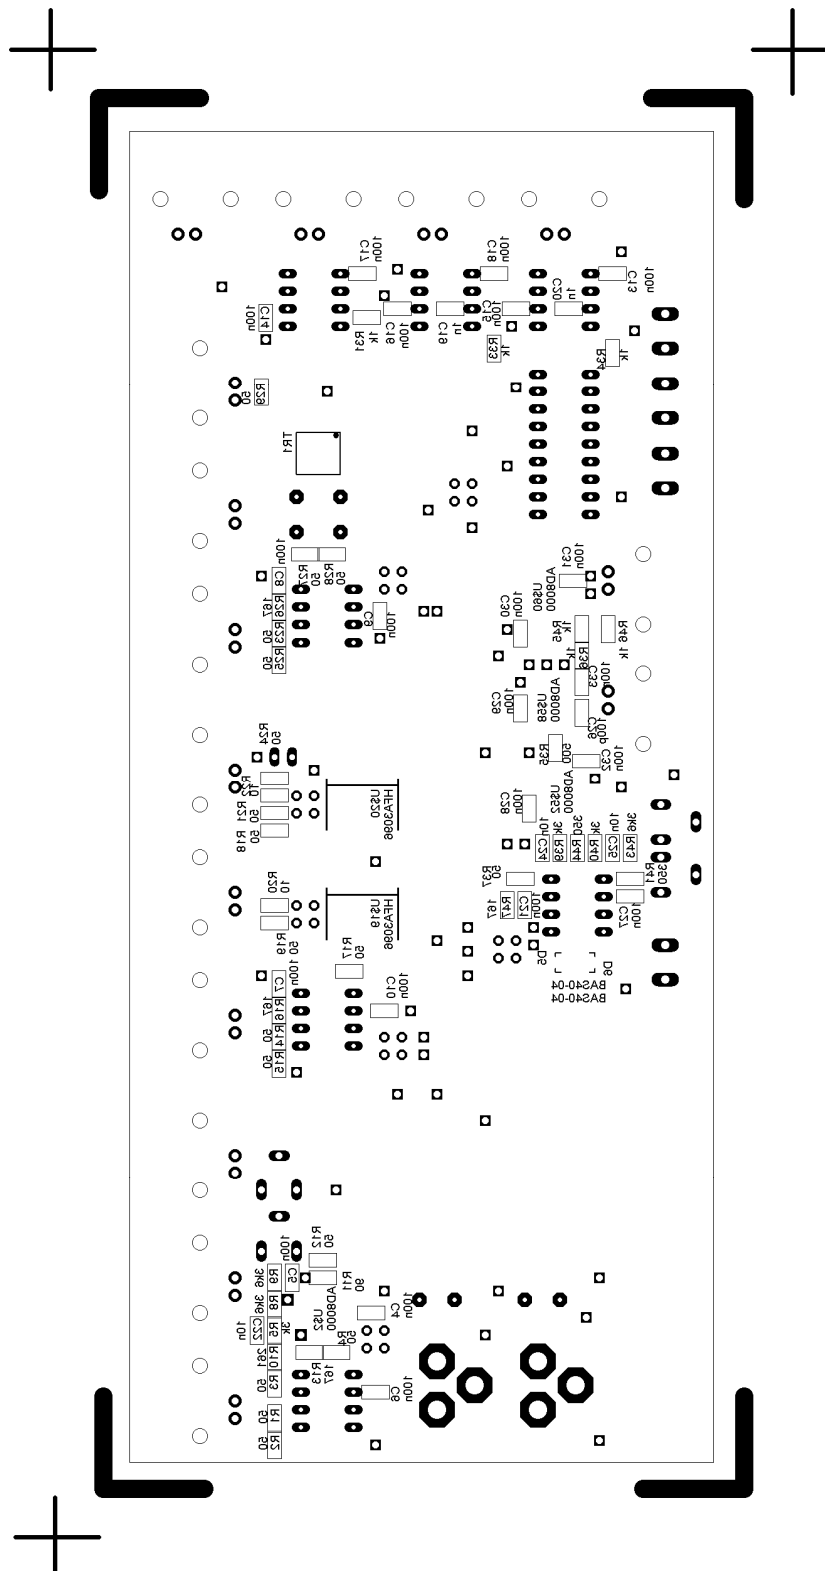 C17
100n
C18
100n
C13
100n
C20
1n
C14
100n
R31
1k
C16
100n
C19
1n
C15
100n
R33
1k
R34
1k
R29
50
TR1
100n
C8
R27
50
R28
50
167
R26
50
R23
50
R25
C9
100n
C31
100n
AD8000
U$60
C30
100n
R45
1k
R46
1k
1k
R36
C33
100n
C29
100n
AD8000
U$58
C26
100p
R24
50
R35
500
C32
100n
R22
10
R21
50
R18
U$20
HFA3096
AD8000
U$52
C28
100n
10n
C24
3k
R39
350
R44
3k
R40
10n
C25
3k6
R43
R37
50
R41
350
R20
10
R19
50
U$19
HFA3096
167
R47
C21
100n
C27
100n
D5
D6
BAS40-04
BAS40-04
R17
50
100n
C7
167
R16
50
R14
50
R15
C10
100n
R12
50
100n
C5
3k6
R9
3k6
R8
R11
90
AD8000
U$2
C4
100n
10n
C22
R5
3k
R4
50
261
R10
R13
167
50
R3
C6
100n
50
R1
50
R2